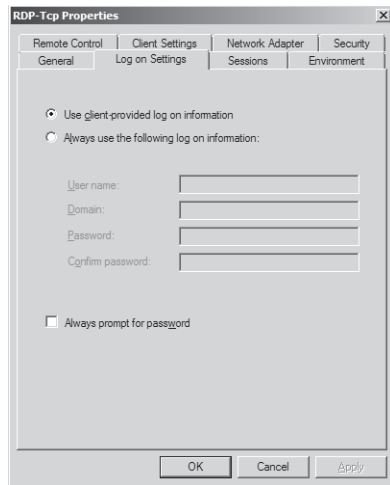 RDP-Tcp Properties
Remote Control Client Settings Network Adapter Security
General Log on Settings Sessions Environment
Use client-provided log on information
Always use the following log on information:
User name:
Domain:
Password:
Confirm password:
Always prompt for password
OK Cancel Apply